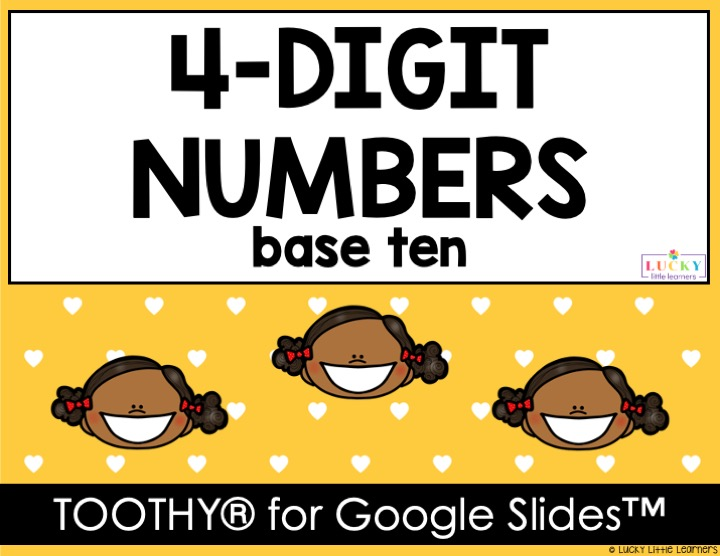 4-DIGIT
NUMBERS
base ten
LUCKY
little learners
TOOTHY® for Google Slides™
© Lucky Little Learners